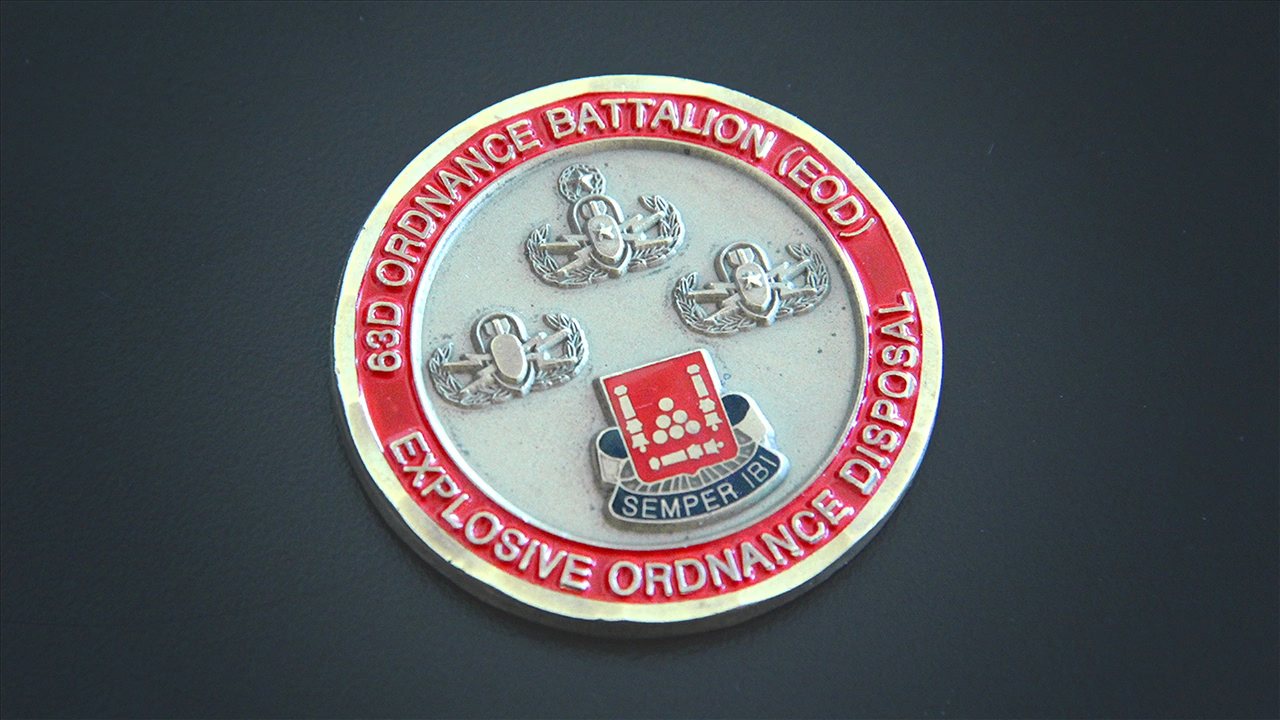 63D ORDNANCE BATTALION (EOD)
SEMPER IBI
EXPLOSIVE ORDNANCE DISPOSAL